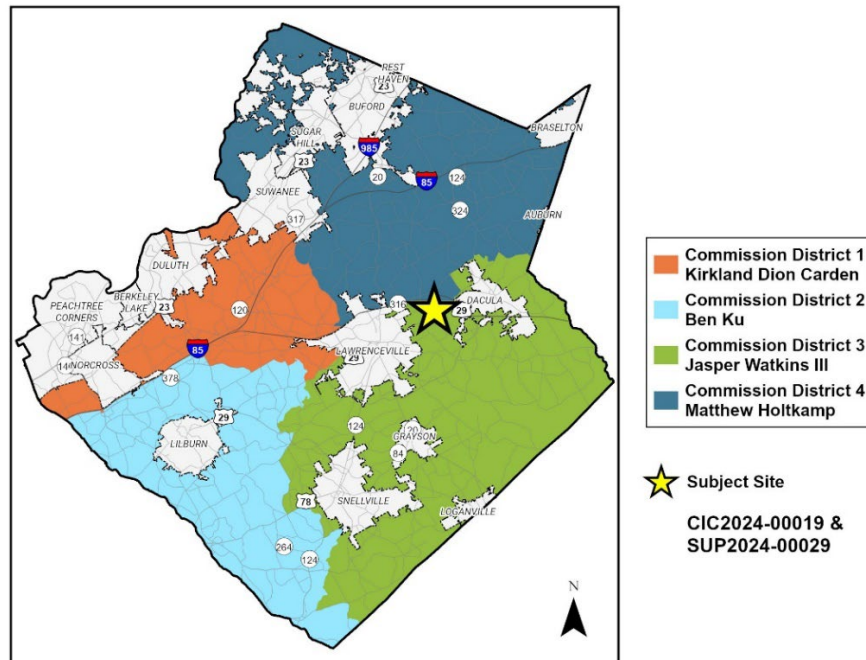 REST
HAVEN
23
BUFORD
BRASELTON
SUGAR
HILL
985
23
20
85
124
SUWANEE
324
317
AUBURN
DULUTH
PEACHTREE
CORNERS
BERKELEY
LAKE
23
120
316
29
DACULA
141
NORCROSS
85
LAWRENCEVILLE
29
378
29
LILBURN
124
120
GRAYSON
84
78
SNELLVILLE
LOGANVILLE
264
124
N
Commission District 1
Kirkland Dion Carden
Commission District 2
Ben Ku
Commission District 3
Jasper Watkins III
Commission District 4
Matthew Holtkamp
Subject Site
CIC2024-00019 &
SUP2024-00029